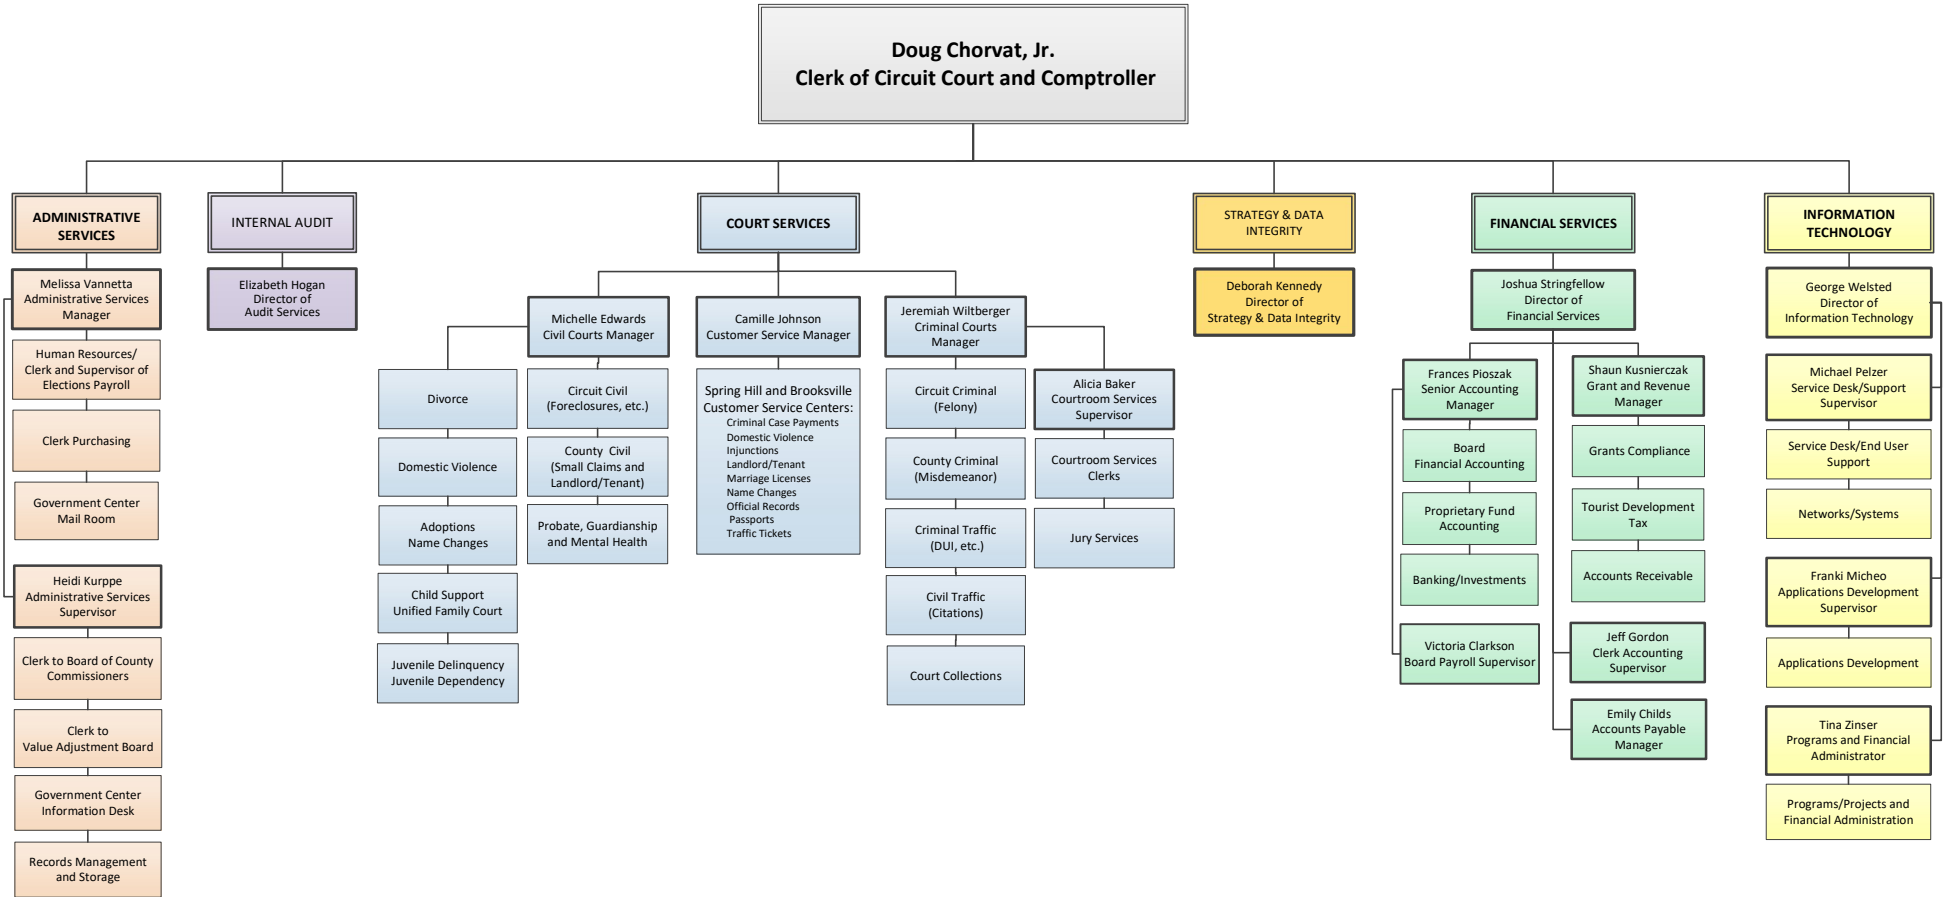 Doug Chorvat, Jr.
Clerk of Circuit Court and Comptroller
ADMINISTRATIVE
SERVICES
Melissa Vannetta
Administrative Services
Manager
Human Resources/
Clerk and Supervisor of
Elections Payroll
Clerk Purchasing
Government Center
Mail Room
Heidi Kurppe
Administrative Services
Supervisor
Clerk to Board of County
Commissioners
Clerk to
Value Adjustment Board
Government Center
Information Desk
Records Management
and Storage
INTERNAL AUDIT
Elizabeth Hogan
Director of
Audit Services
COURT SERVICES
Michelle Edwards
Civil Courts Manager
Divorce
Domestic Violence
Adoptions
Name Changes
Child Support
Unified Family Court
Juvenile Delinquency
Juvenile Dependency
Circuit Civil
(Foreclosures, etc.)
County Civil
(Small Claims and
Landlord/Tenant)
Probate, Guardianship
and Mental Health
Camille Johnson
Customer Service Manager
Spring Hill and Brooksville
Customer Service Centers:
Criminal Case Payments
Domestic Violence
Injunctions
Landlord/Tenant
Marriage Licenses
Name Changes
Official Records
Passports
Traffic Tickets
Jeremiah Wiltberger
Criminal Courts
Manager
Circuit Criminal
(Felony)
County Criminal
(Misdemeanor)
Criminal Traffic
(DUI, etc.)
Civil Traffic
(Citations)
Court Collections
Alicia Baker
Courtroom Services
Supervisor
Courtroom Services
Clerks
Jury Services
STRATEGY & DATA
INTEGRITY
Deborah Kennedy
Director of
Strategy & Data Integrity
FINANCIAL SERVICES
Joshua Stringfellow
Director of
Financial Services
Frances Pioszak
Senior Accounting
Manager
Board
Financial Accounting
Proprietary Fund
Accounting
Banking/Investments
Victoria Clarkson
Board Payroll Supervisor
Shaun Kusnierczak
Grant and Revenue
Manager
Grants Compliance
Tourist Development
Tax
Accounts Receivable
Jeff Gordon
Clerk Accounting
Supervisor
Emily Childs
Accounts Payable
Manager
INFORMATION
TECHNOLOGY
George Welsted
Director of
Information Technology
Michael Pelzer
Service Desk/Support
Supervisor
Service Desk/End User
Support
Networks/Systems
Franki Micheo
Applications Development
Supervisor
Applications Development
Tina Zinser
Programs and Financial
Administrator
Programs/Projects and
Financial Administration